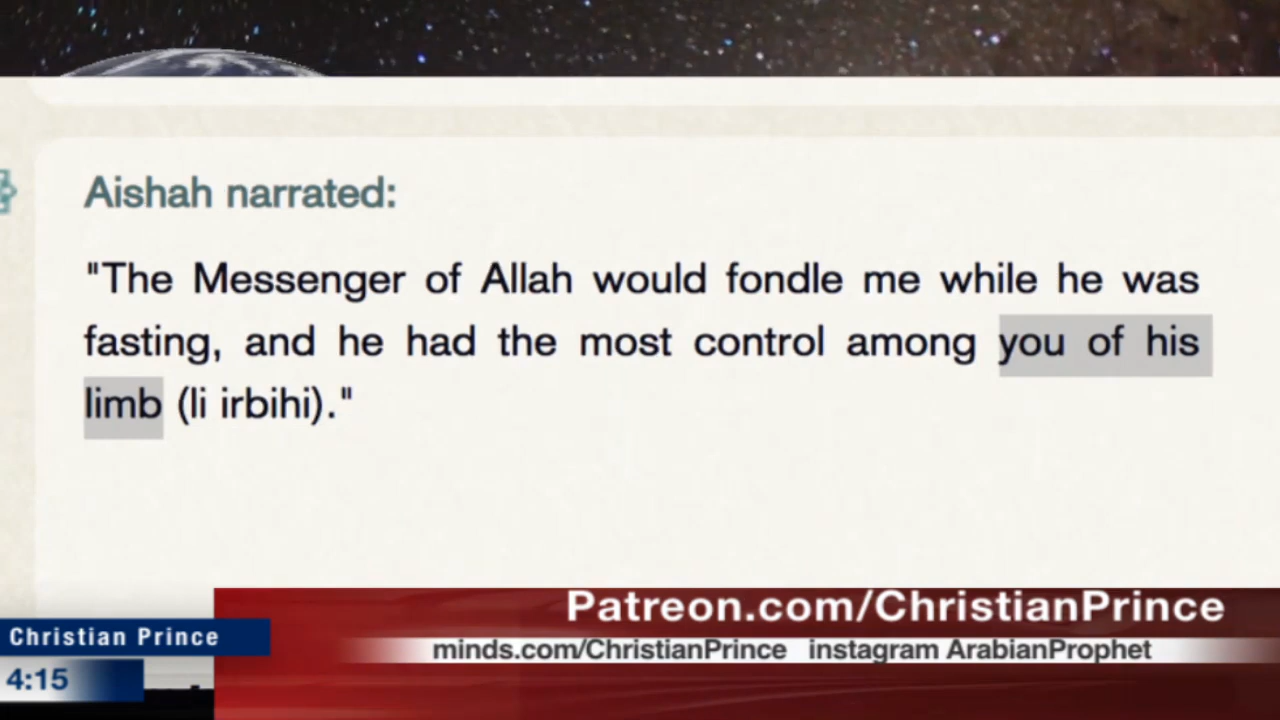 Aishah narrated:
"The Messenger of Allah would fondle me while he was
fasting, and he had the most control among you of his
limb (li irbihi)."
Patreon.com/ChristianPrince
Christian Prince
minds.com/ChristianPrince instagram ArabianProphet
4:15